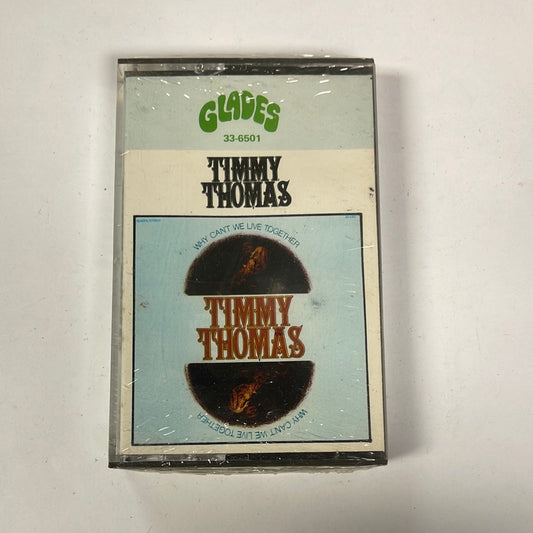 GLADES
33-6501
TIMMY
THOMAS
WHY CAN'T WE LIVE TOGETHER
TIMMY
THOMAS
WHY CAN'T WE LIVE TOGETHER